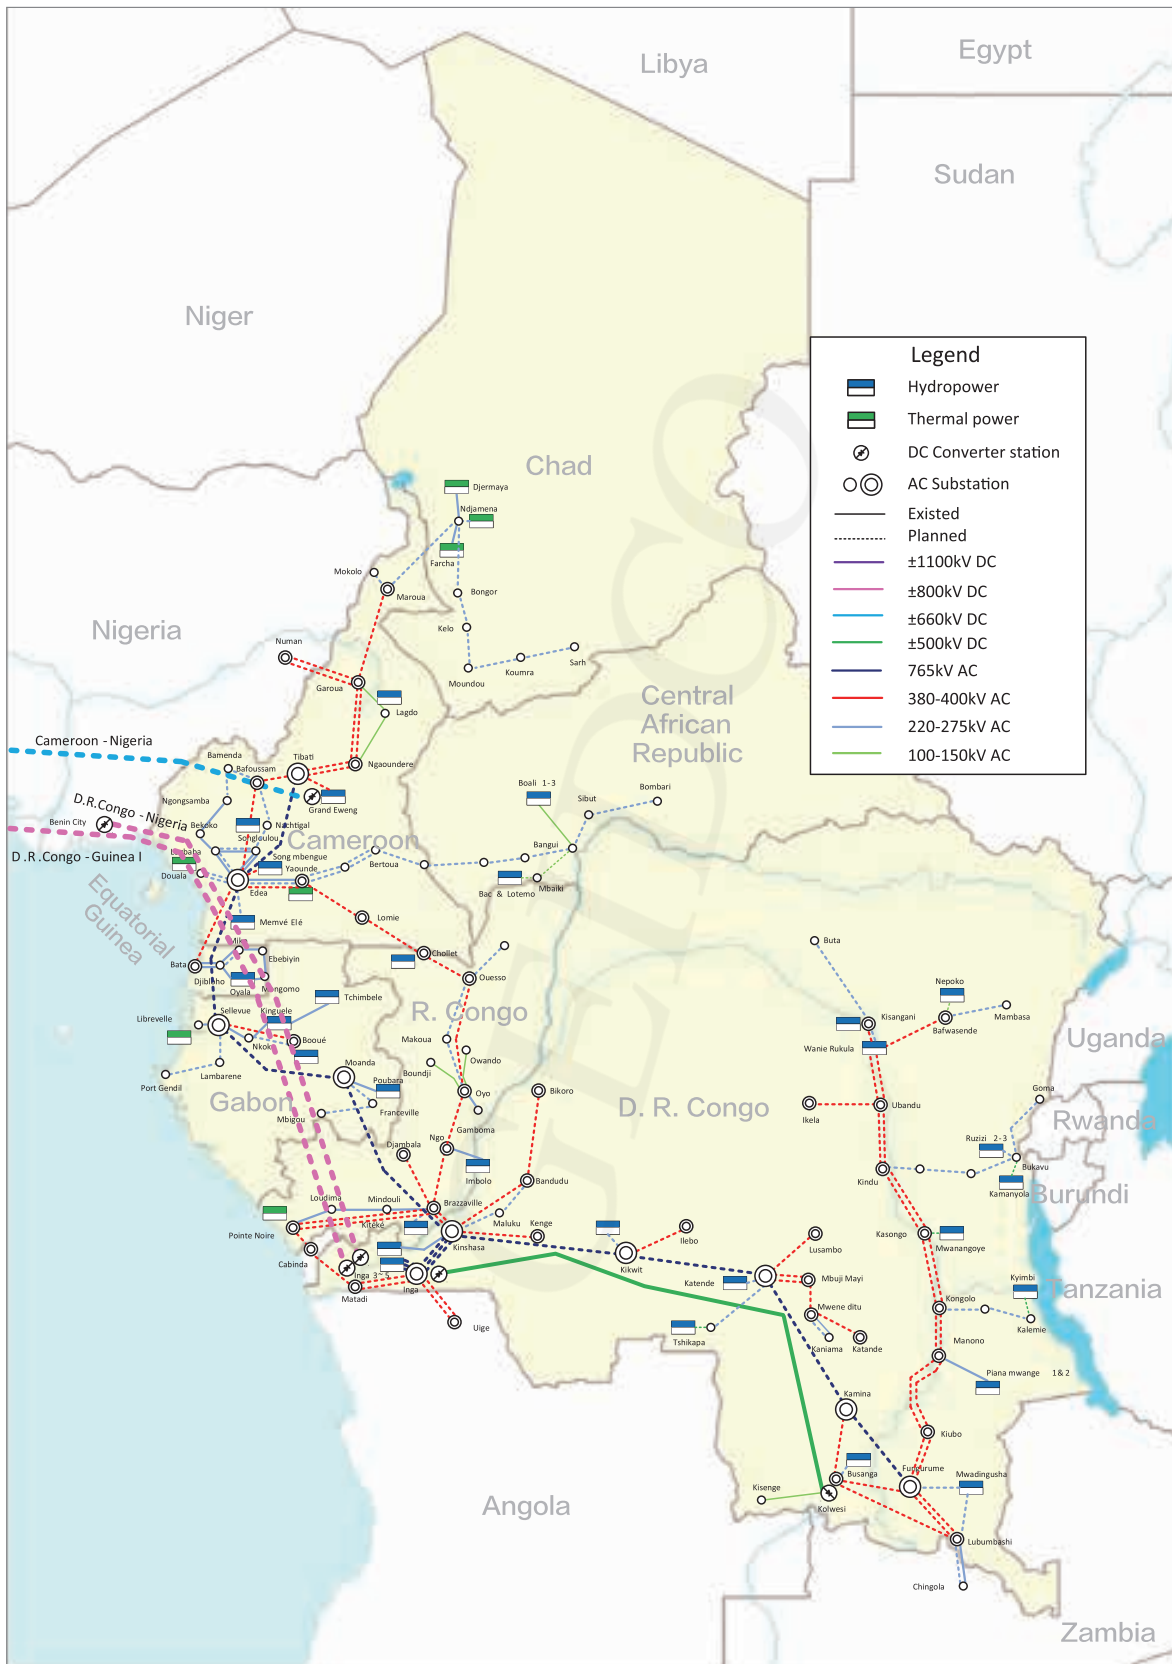 Libya
Egypt
Sudan
Niger
Chad
Nigeria
Legend
Hydropower
Thermal power
DC Converter station
AC Substation
Existed
Planned
±1100kV DC
±800kV DC
±660kV DC
±500kV DC
765kV AC
380-400kV AC
220-275kV AC
100-150kV AC
Djermaya
Ndjamena
Farcha
Mokolo
Maroua
Bongor
Kelo
Moundou
Koumra
Sarh
Numan
Garoua
Lagdo
Central
African
Republic
Cameroon - Nigeria
Bamenda
Bafoussam
Tibati
Ngaoundere
Grand Eweng
Ngongsamba
D.R.Congo - Nigeria
Benin City
D.R.Congo - Guinea I
Bekoko
Nachtigal
Songloulou
Cameroon
Song mbengue
Yaounde
Douala
Edea
Bertoua
Boali 1-3
Sibut
Bombari
Bangui
Bac & Lotemo
Mbaiki
Equatorial
Guinea
Memvé Elé
Lomie
Chollet
Ouesso
Bata
Djibloho
Ebebiyin
Oyala
Mongomo
Tchimbele
Sellevue
Kinguele
Librevelle
Nkok
Booué
R. Congo
Makoua
Owando
Boundji
Port Gendil
Lambarene
Moanda
Poubara
Gabon
Franceville
Mbigou
Oyo
Gamboma
Bikoro
D. R. Congo
Buta
Kisangani
Nepoko
Bafwasende
Mambasa
Wanie Rukula
Uganda
Goma
Rwanda
Ikela
Ubandu
Ruzizi 2-3
Bukavu
Kamanyola
Burundi
Kindu
Djambala
Ngo
Imbolo
Bandudu
Loudima
Mindouli
Brazzaville
Kitéké
Maluku
Kenge
Pointe Noire
Kinshasa
Cabinda
Inga 3~5
Inga
Matadi
Uige
Kikwit
Ilebo
Lusambo
Katende
Mbuji Mayi
Mwene ditu
Kaniama
Katande
Tshikapa
Kasongo
Mwanangoye
Kyimbi
Tanzania
Kongolo
Kalemie
Manono
Piana mwange 1&2
Kamina
Kiubo
Busanga
Fungurume
Mwadingusha
Kisenge
Kolwesi
Lubumbashi
Chingola
Angola
Zambia